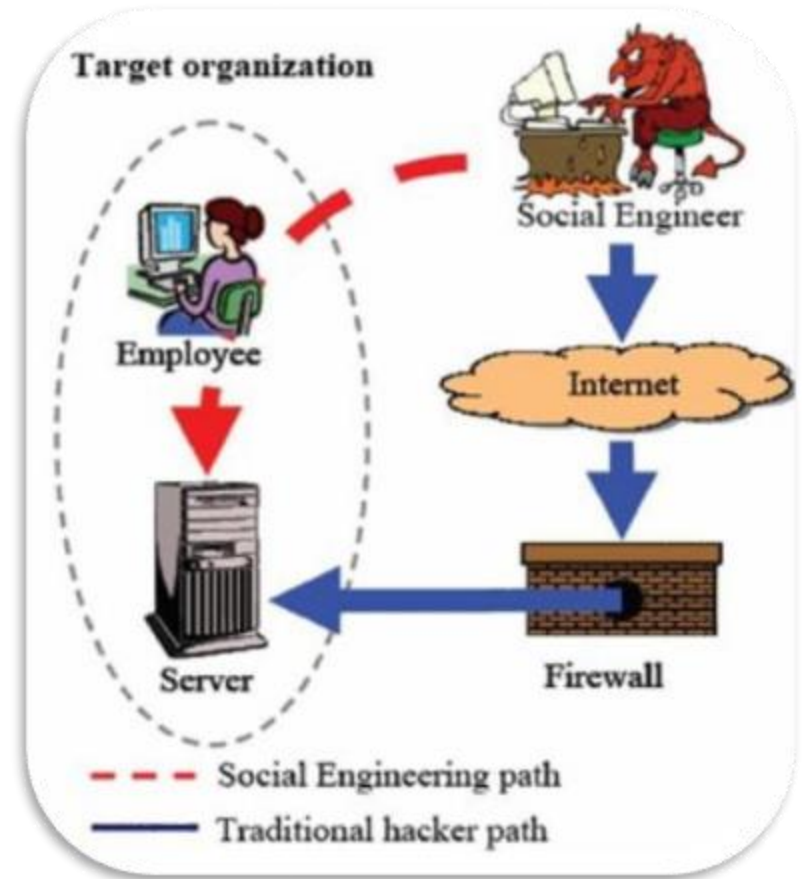 Target organization
Social Engineer
Employee
Internet
Server
Firewall
Social Engineering path
Traditional hacker path